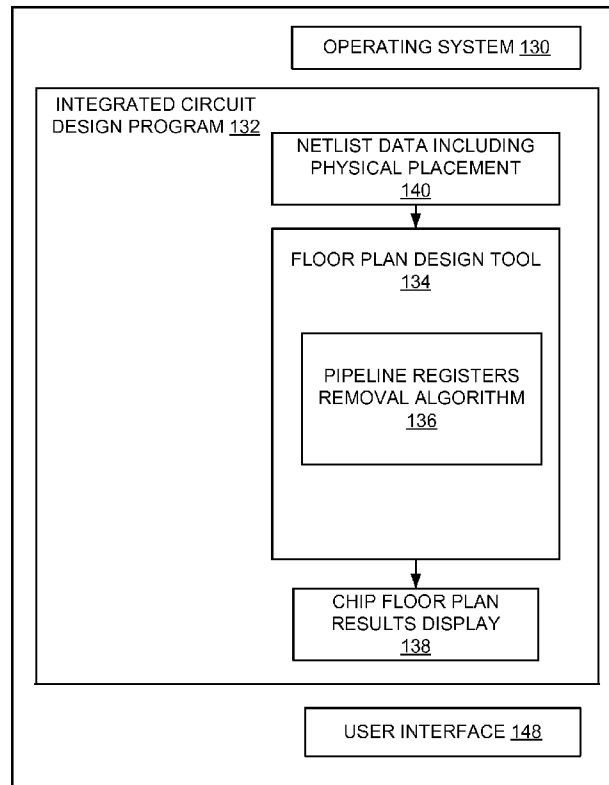 OPERATING SYSTEM 130
INTEGRATED CIRCUIT
DESIGN PROGRAM 132
NETLIST DATA INCLUDING
PHYSICAL PLACEMENT
140
FLOOR PLAN DESIGN TOOL
134
PIPELINE REGISTERS
REMOVAL ALGORITHM
136
CHIP FLOOR PLAN
RESULTS DISPLAY
138
USER INTERFACE 148